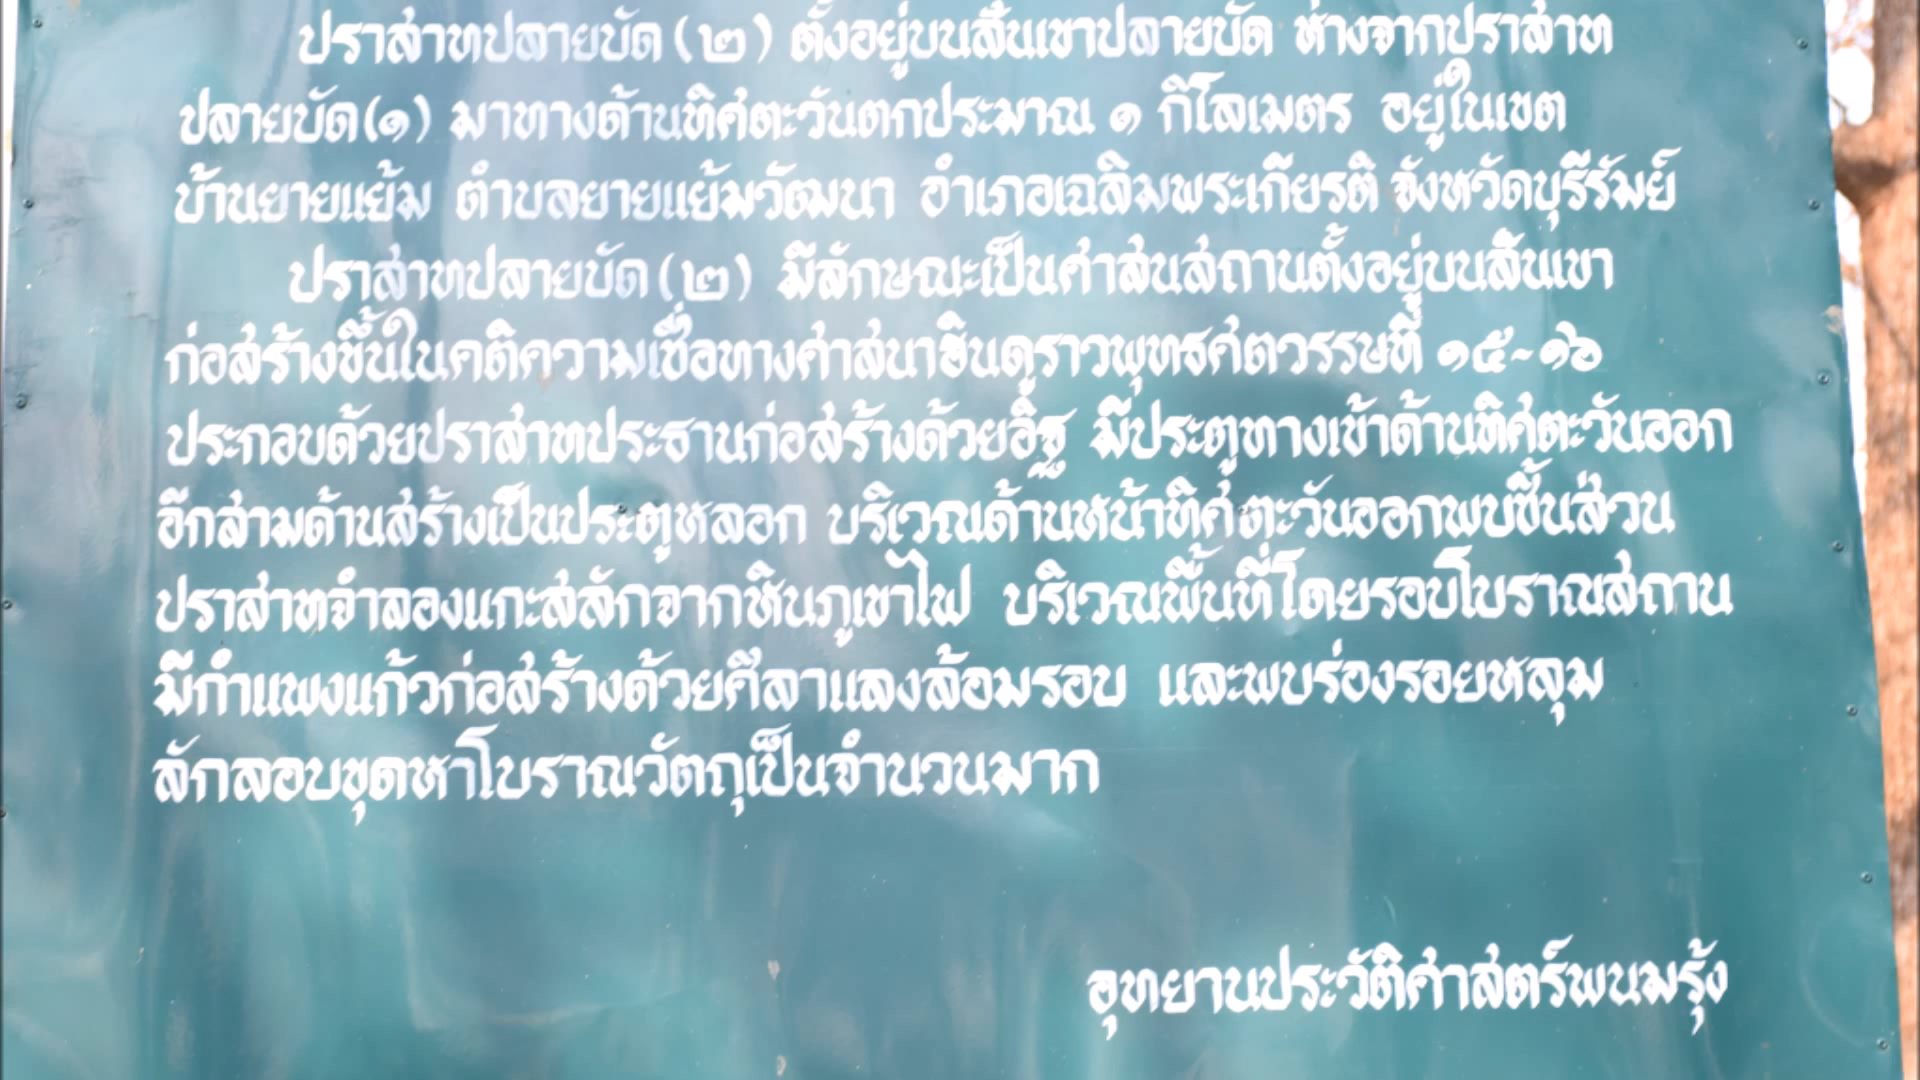 ปราสาทปลายบัด (๒) ตั้งอยู่บนสันเขาปลายบัด ห่างจากปราสาท
ปลายบัด(๑) มาทางด้านทิศตะวันตกประมาณ ๑ กิโลเมตร อยู่ในเขต
บ้านยายแย้ม ตำบลยายแย้มวัฒนา อำเภอเฉลิมพระเกียรติ จังหวัดบุรีรัมย์
ปราสาทปลายบัด (๒) มีลักษณะเป็นศาสนสถานตั้งอยู่บนสันเขา
ก่อสร้างขึ้นในคติความเชื่อทางศาสนาฮินดูราวพุทธศตวรรษที่ ๑๕-๑๖
ประกอบด้วยปราสาทประธานก่อสร้างด้วยอิฐ มีประตูทางเข้าด้านทิศตะวันออก
อีกสามด้านสร้างเป็นประตูหลอก บริเวณด้านหน้าทิศตะวันออกพบชิ้นส่วน
ปราสาทจำลองแกะสลักจากหินภูเขาไฟ บริเวณพื้นที่โดยรอบโบราณสถาน
มีกำแพงแก้วก่อสร้างด้วยศิลาแลงล้อมรอบ และพบร่องรอยหลุม
ลักลอบขุดหาโบราณวัตถุเป็นจำนวนมาก
อุทยานประวัติศาสตร์พนมรุ้ง